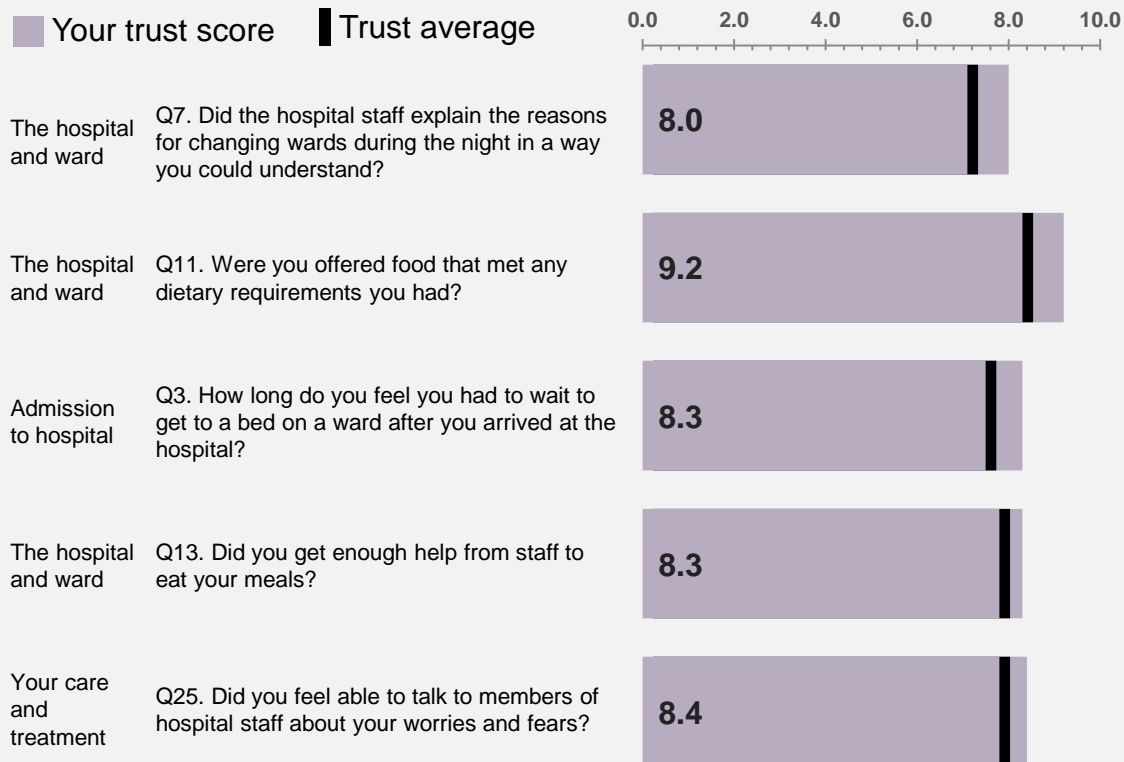 Your trust score Trust average
0.0 2.0 4.0 6.0 8.0 10.0
The hospital
and ward
Q7. Did the hospital staff explain the reasons
for changing wards during the night in a way
you could understand?
8.0
The hospital
and ward
Q11. Were you offered food that met any
dietary requirements you had?
9.2
Admission
to hospital
Q3. How long do you feel you had to wait to
get to a bed on a ward after you arrived at the
hospital?
8.3
The hospital
and ward
Q13. Did you get enough help from staff to
eat your meals?
8.3
Your care
and
treatment
Q25. Did you feel able to talk to members of
hospital staff about your worries and fears?
8.4